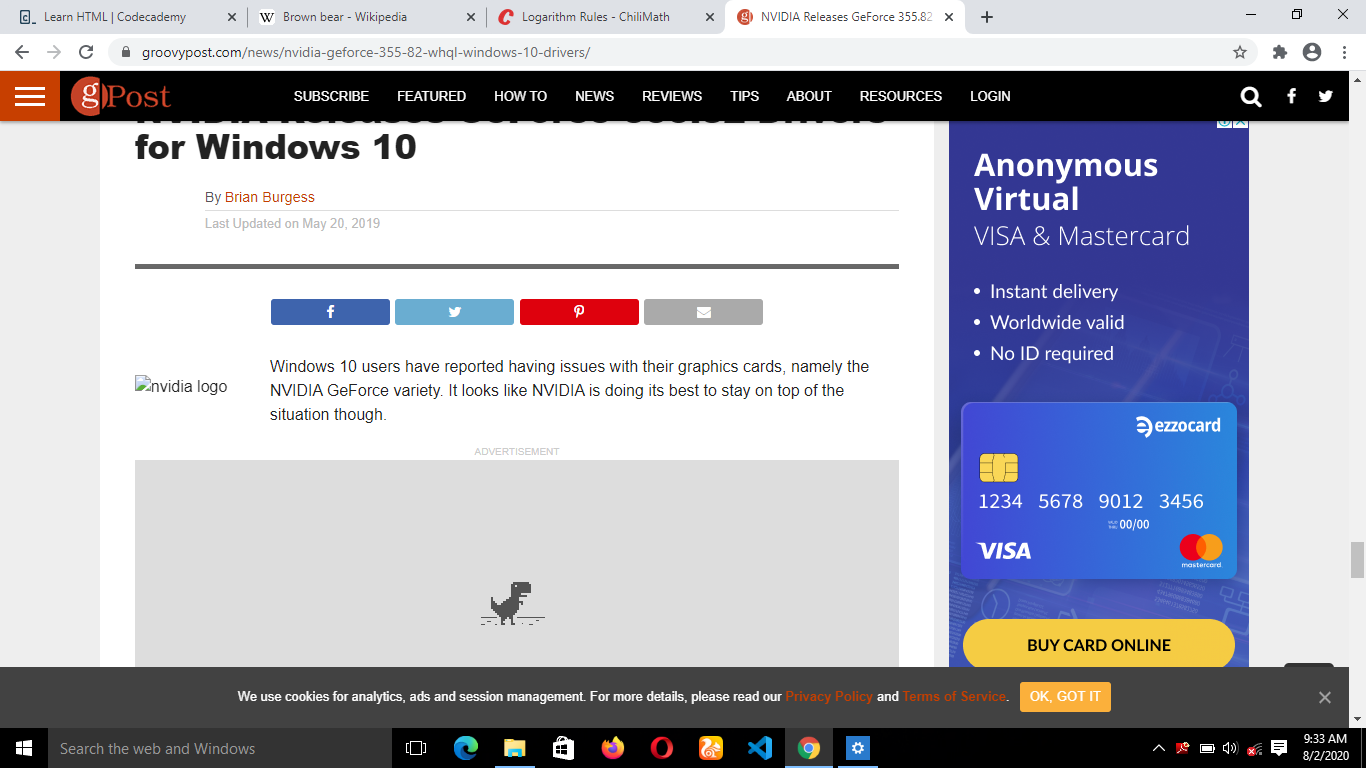 Learn HTML | Codecademy
Brown bear - Wikipedia
Logarithm Rules - ChiliMath
NVIDIA Releases GeForce 355.82
groovypost.com/news/nvidia-geforce-355-82-whql-windows-10-drivers/
g Post
SUBSCRIBE FEATURED HOW TO NEWS REVIEWS TIPS ABOUT RESOURCES LOGIN
NVIDIA Releases GeForce 355.82 Drivers
for Windows 10
By Brian Burgess
Last Updated on May 20, 2019
nvidia logo
Windows 10 users have reported having issues with their graphics cards, namely the
NVIDIA GeForce variety. It looks like NVIDIA is doing its best to stay on top of the
situation though.
ADVERTISEMENT
Anonymous
Virtual
VISA & Mastercard
• Instant delivery
• Worldwide valid
• No ID required
ezzocard
1234 5678 9012 3456
00/00
VISA
mastercard
BUY CARD ONLINE
We use cookies for analytics, ads and session management. For more details, please read our Privacy Policy and Terms of Service. OK, GOT IT
Search the web and Windows
9:33 AM
8/2/2020